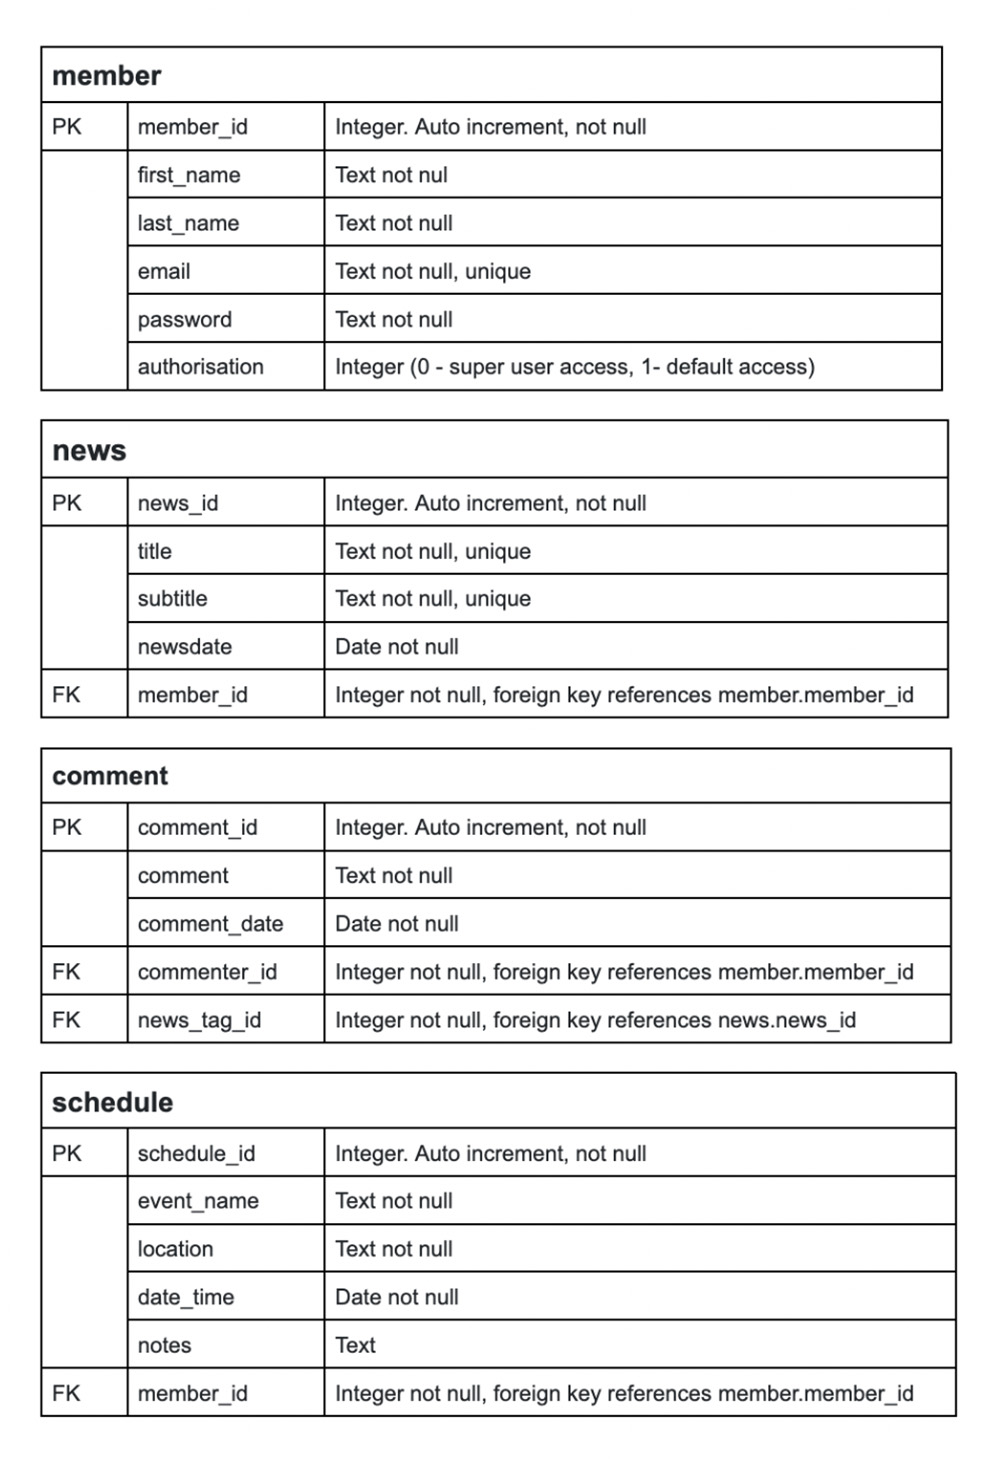 member
PK member_id Integer. Auto increment, not null
first_name Text not nul
last_name Text not null
email Text not null, unique
password Text not null
authorisation Integer (0 - super user access, 1- default access)
news
PK news_id Integer. Auto increment, not null
title Text not null, unique
subtitle Text not null, unique
newsdate Date not null
FK member_id Integer not null, foreign key references member.member_id
comment
PK comment_id Integer. Auto increment, not null
comment Text not null
comment_date Date not null
FK commenter_id Integer not null, foreign key references member.member_id
FK news_tag_id Integer not null, foreign key references news.news_id
schedule
PK schedule_id Integer. Auto increment, not null
event_name Text not null
location Text not null
date_time Date not null
notes Text
FK member_id Integer not null, foreign key references member.member_id